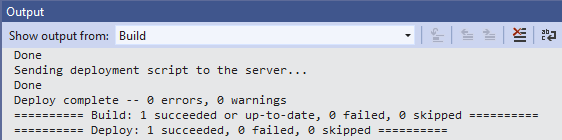 Output
Show output from: Build
Done
Sending deployment script to the server...
Done
Deploy complete -- 0 errors, 0 warnings
========== Build: 1 succeeded or up-to-date, 0 failed, 0 skipped ==========
========== Deploy: 1 succeeded, 0 failed, 0 skipped ==========